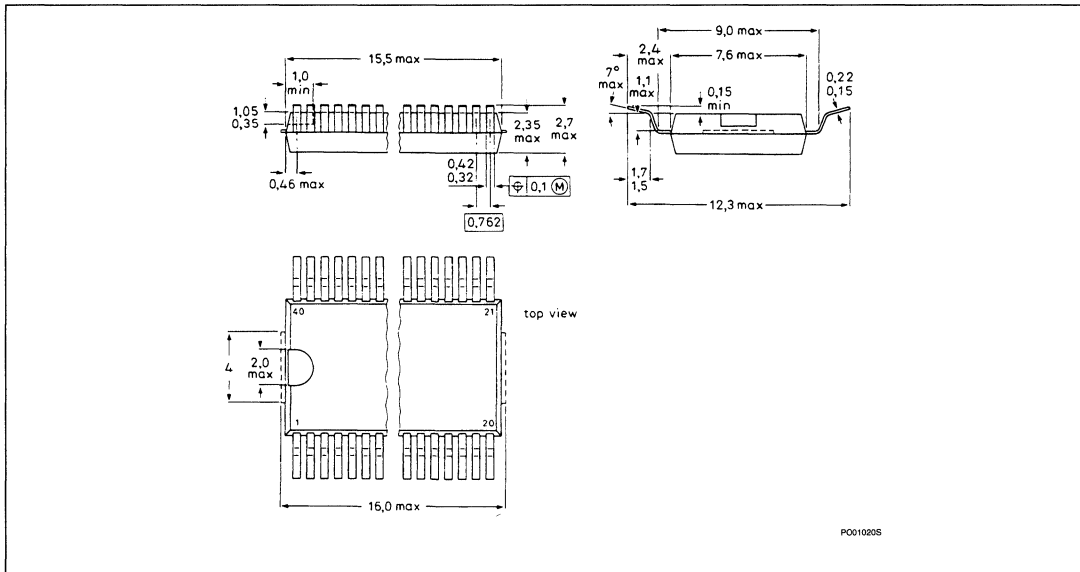 15,5 max
1,0
min
1,05
0,35
2,35
max
2,7
max
0,46 max
0,42
0,32
⌖ 0,1 Ⓜ
0,762
9,0 max
7,6 max
2,4
max
7°
max
1,1
max
0,15
min
0,22
0,15
1,7
1,5
12,3 max
40
21
top view
4
2,0
max
1
20
16,0 max
PO01020S